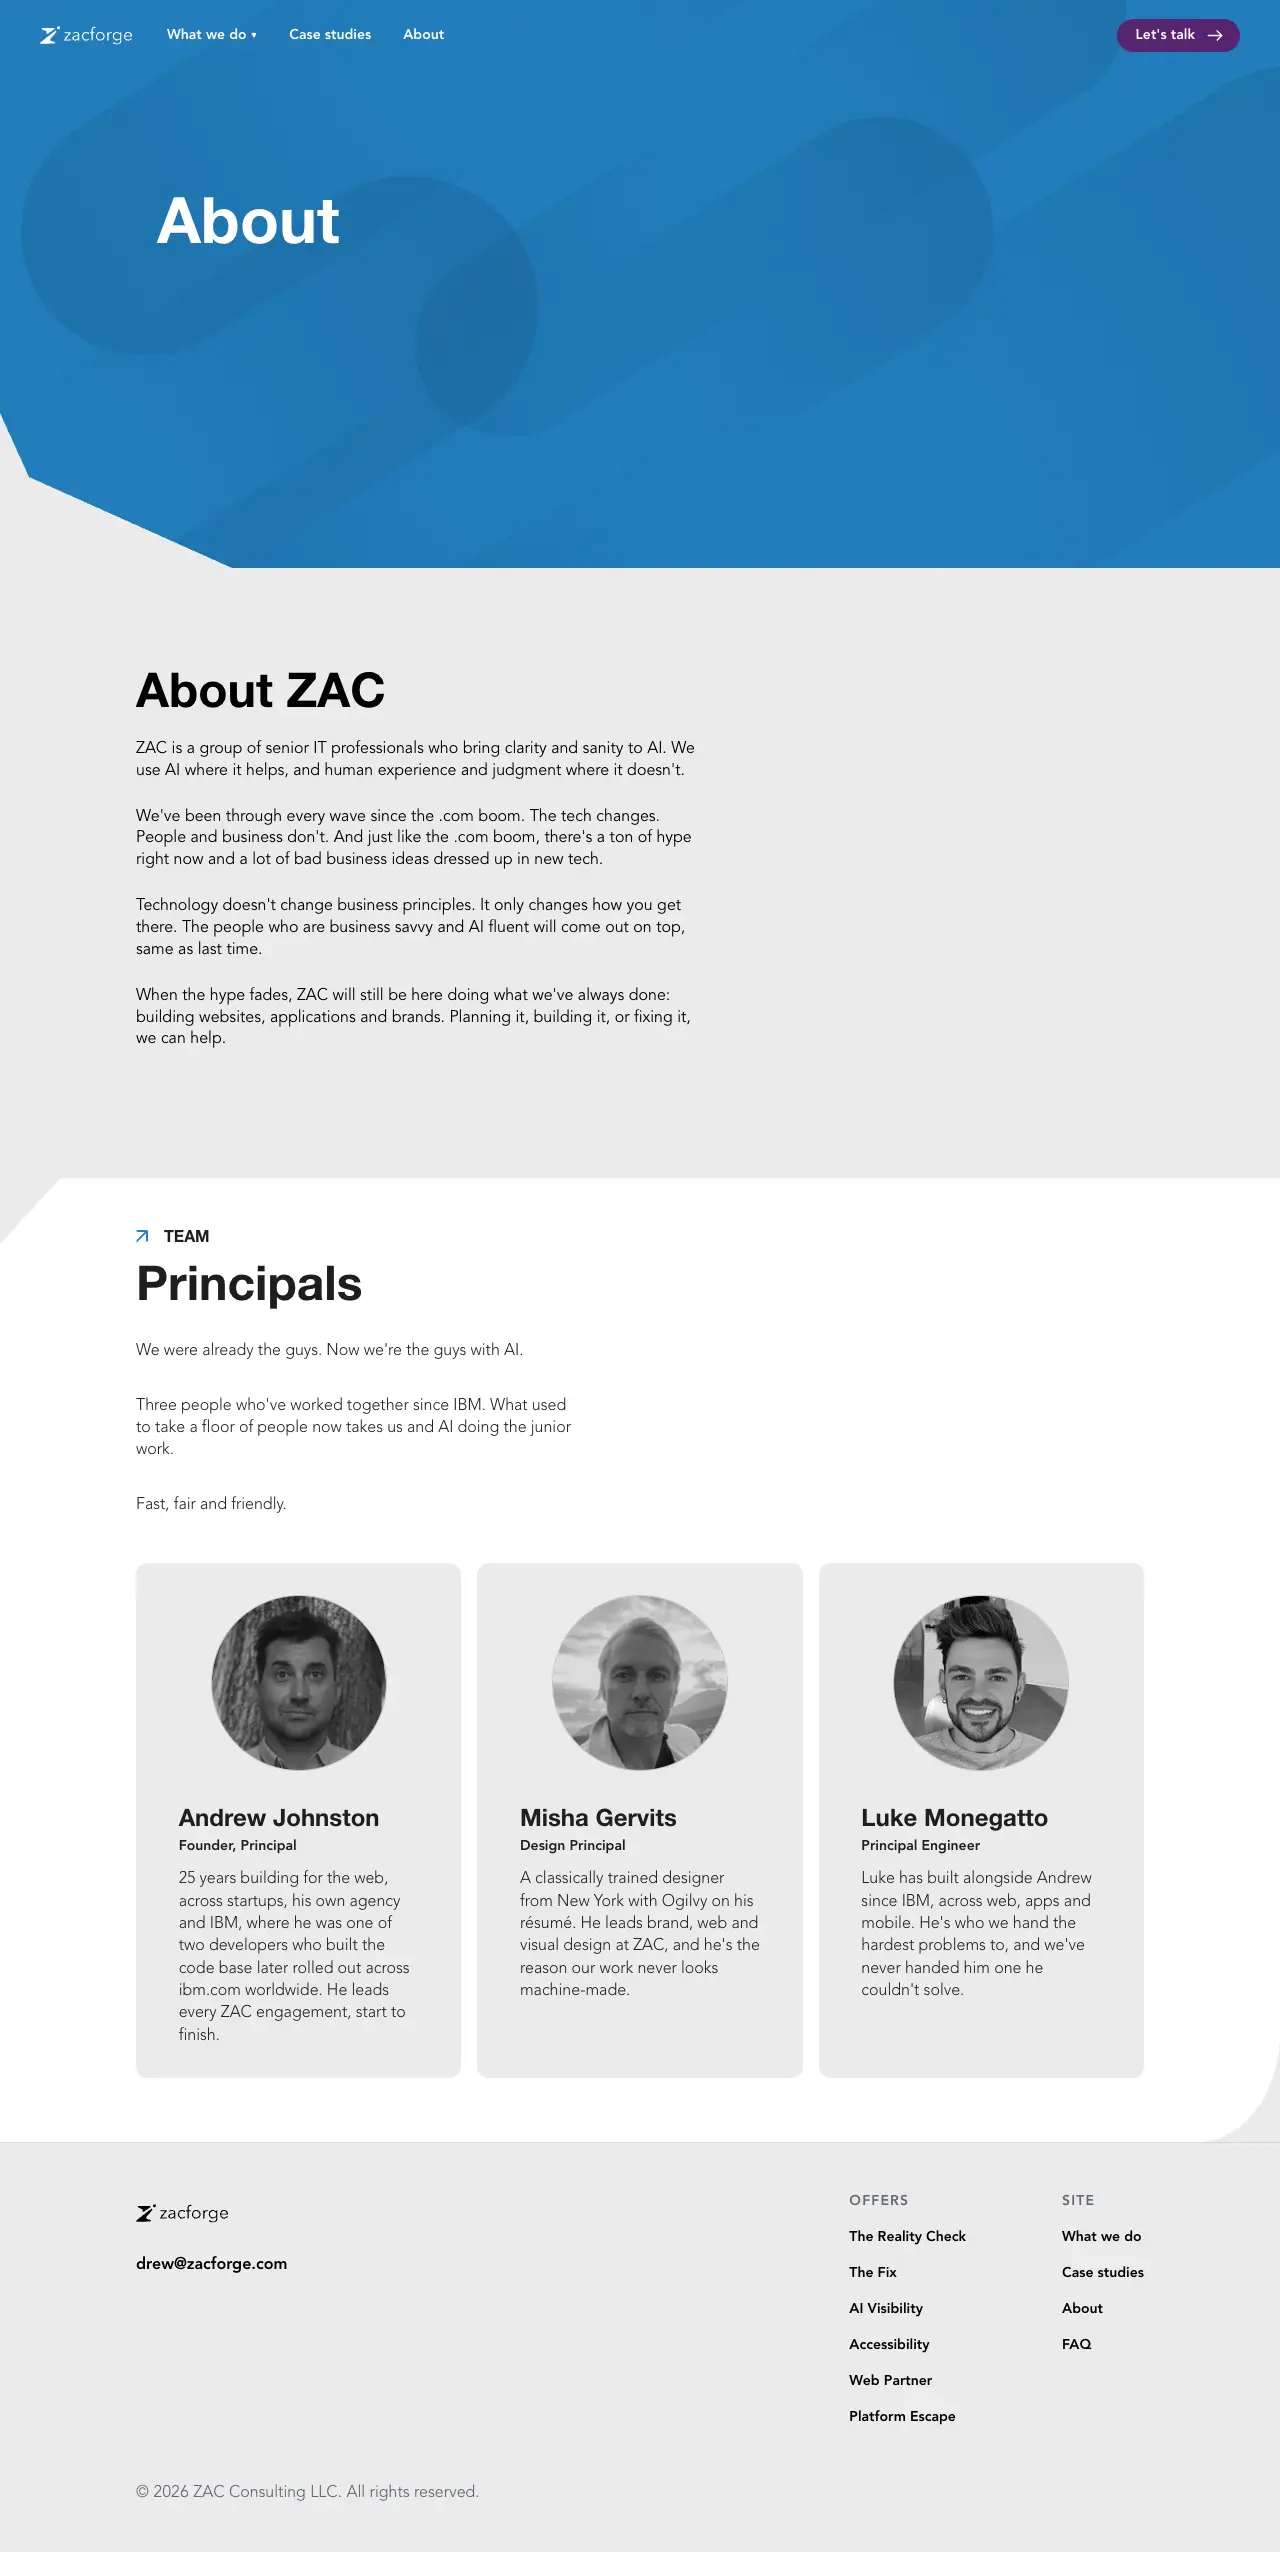 zacforge
What we do ▾
Case studies
About
Let's talk →
About
About ZAC
ZAC is a group of senior IT professionals who bring clarity and sanity to AI. We
use AI where it helps, and human experience and judgment where it doesn't.
We've been through every wave since the .com boom. The tech changes.
People and business don't. And just like the .com boom, there's a ton of hype
right now and a lot of bad business ideas dressed up in new tech.
Technology doesn't change business principles. It only changes how you get
there. The people who are business savvy and AI fluent will come out on top,
same as last time.
When the hype fades, ZAC will still be here doing what we've always done:
building websites, applications and brands. Planning it, building it, or fixing it,
we can help.
TEAM
Principals
We were already the guys. Now we're the guys with AI.
Three people who've worked together since IBM. What used
to take a floor of people now takes us and AI doing the junior
work.
Fast, fair and friendly.
Andrew Johnston
Founder, Principal
25 years building for the web,
across startups, his own agency
and IBM, where he was one of
two developers who built the
code base later rolled out across
ibm.com worldwide. He leads
every ZAC engagement, start to
finish.
Misha Gervits
Design Principal
A classically trained designer
from New York with Ogilvy on his
résumé. He leads brand, web and
visual design at ZAC, and he's the
reason our work never looks
machine-made.
Luke Monegatto
Principal Engineer
Luke has built alongside Andrew
since IBM, across web, apps and
mobile. He's who we hand the
hardest problems to, and we've
never handed him one he
couldn't solve.
zacforge
drew@zacforge.com
OFFERS
The Reality Check
The Fix
AI Visibility
Accessibility
Web Partner
Platform Escape
SITE
What we do
Case studies
About
FAQ
© 2026 ZAC Consulting LLC. All rights reserved.